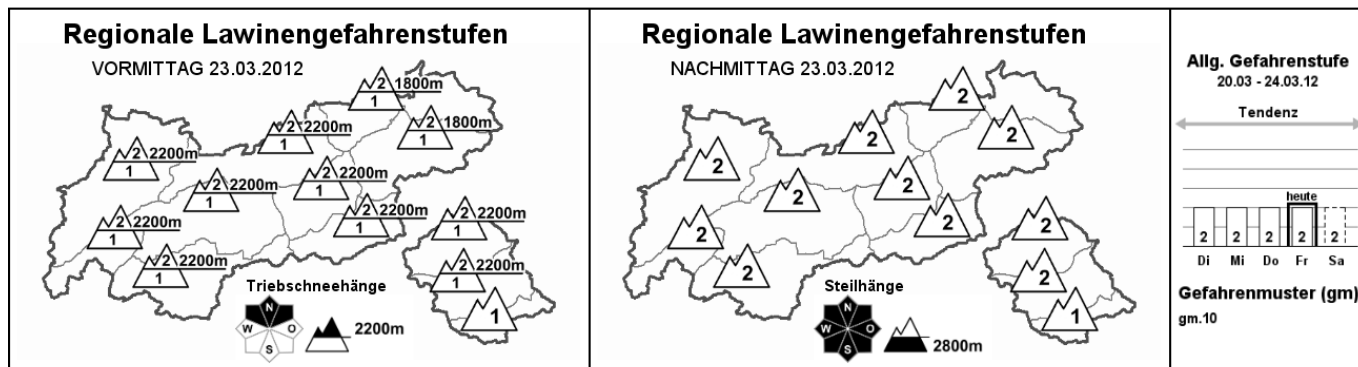 Regionale Lawinengefahrenstufen
VORMITTAG 23.03.2012
2 1800m
1
2 2200m
1
2 1800m
1
2 2200m
1
2 2200m
1
2 2200m
1
2 2200m
1
2 2200m
1
2 2200m
1
2 2200m
1
2 2200m
1
1
Triebschneehänge
N
W O
S
2200m
Regionale Lawinengefahrenstufen
NACHMITTAG 23.03.2012
2
2
2
2
2
2
2
2
2
2
2
1
Steilhänge
N
W O
S
2800m
Allg. Gefahrenstufe
20.03 - 24.03.12
Tendenz
heute
2 2 2 2 2
Di Mi Do Fr Sa
Gefahrenmuster (gm)
gm.10